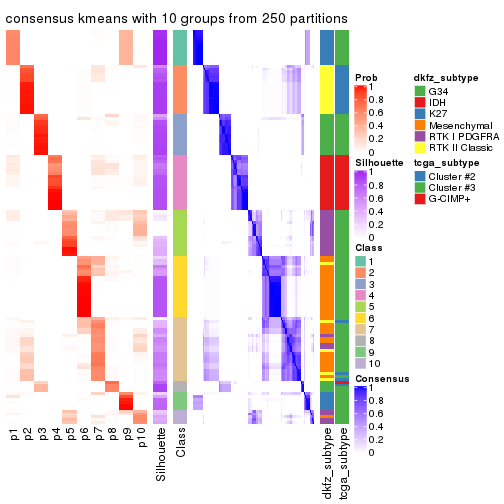 consensus kmeans with 10 groups from 250 partitions
Prob
1
0.8
0.6
0.4
0.2
0
Silhouette
1
0.8
0.6
0.4
0.2
0
Class
1
2
3
4
5
6
7
8
9
10
Consensus
1
0.8
0.6
0.4
0.2
0
dkfz_subtype
G34
IDH
K27
Mesenchymal
RTK I PDGFRA
RTK II Classic
tcga_subtype
Cluster #2
Cluster #3
G-CIMP+
p1
p2
p3
p4
p5
p6
p7
p8
p9
p10
Silhouette
Class
dkfz_subtype
tcga_subtype